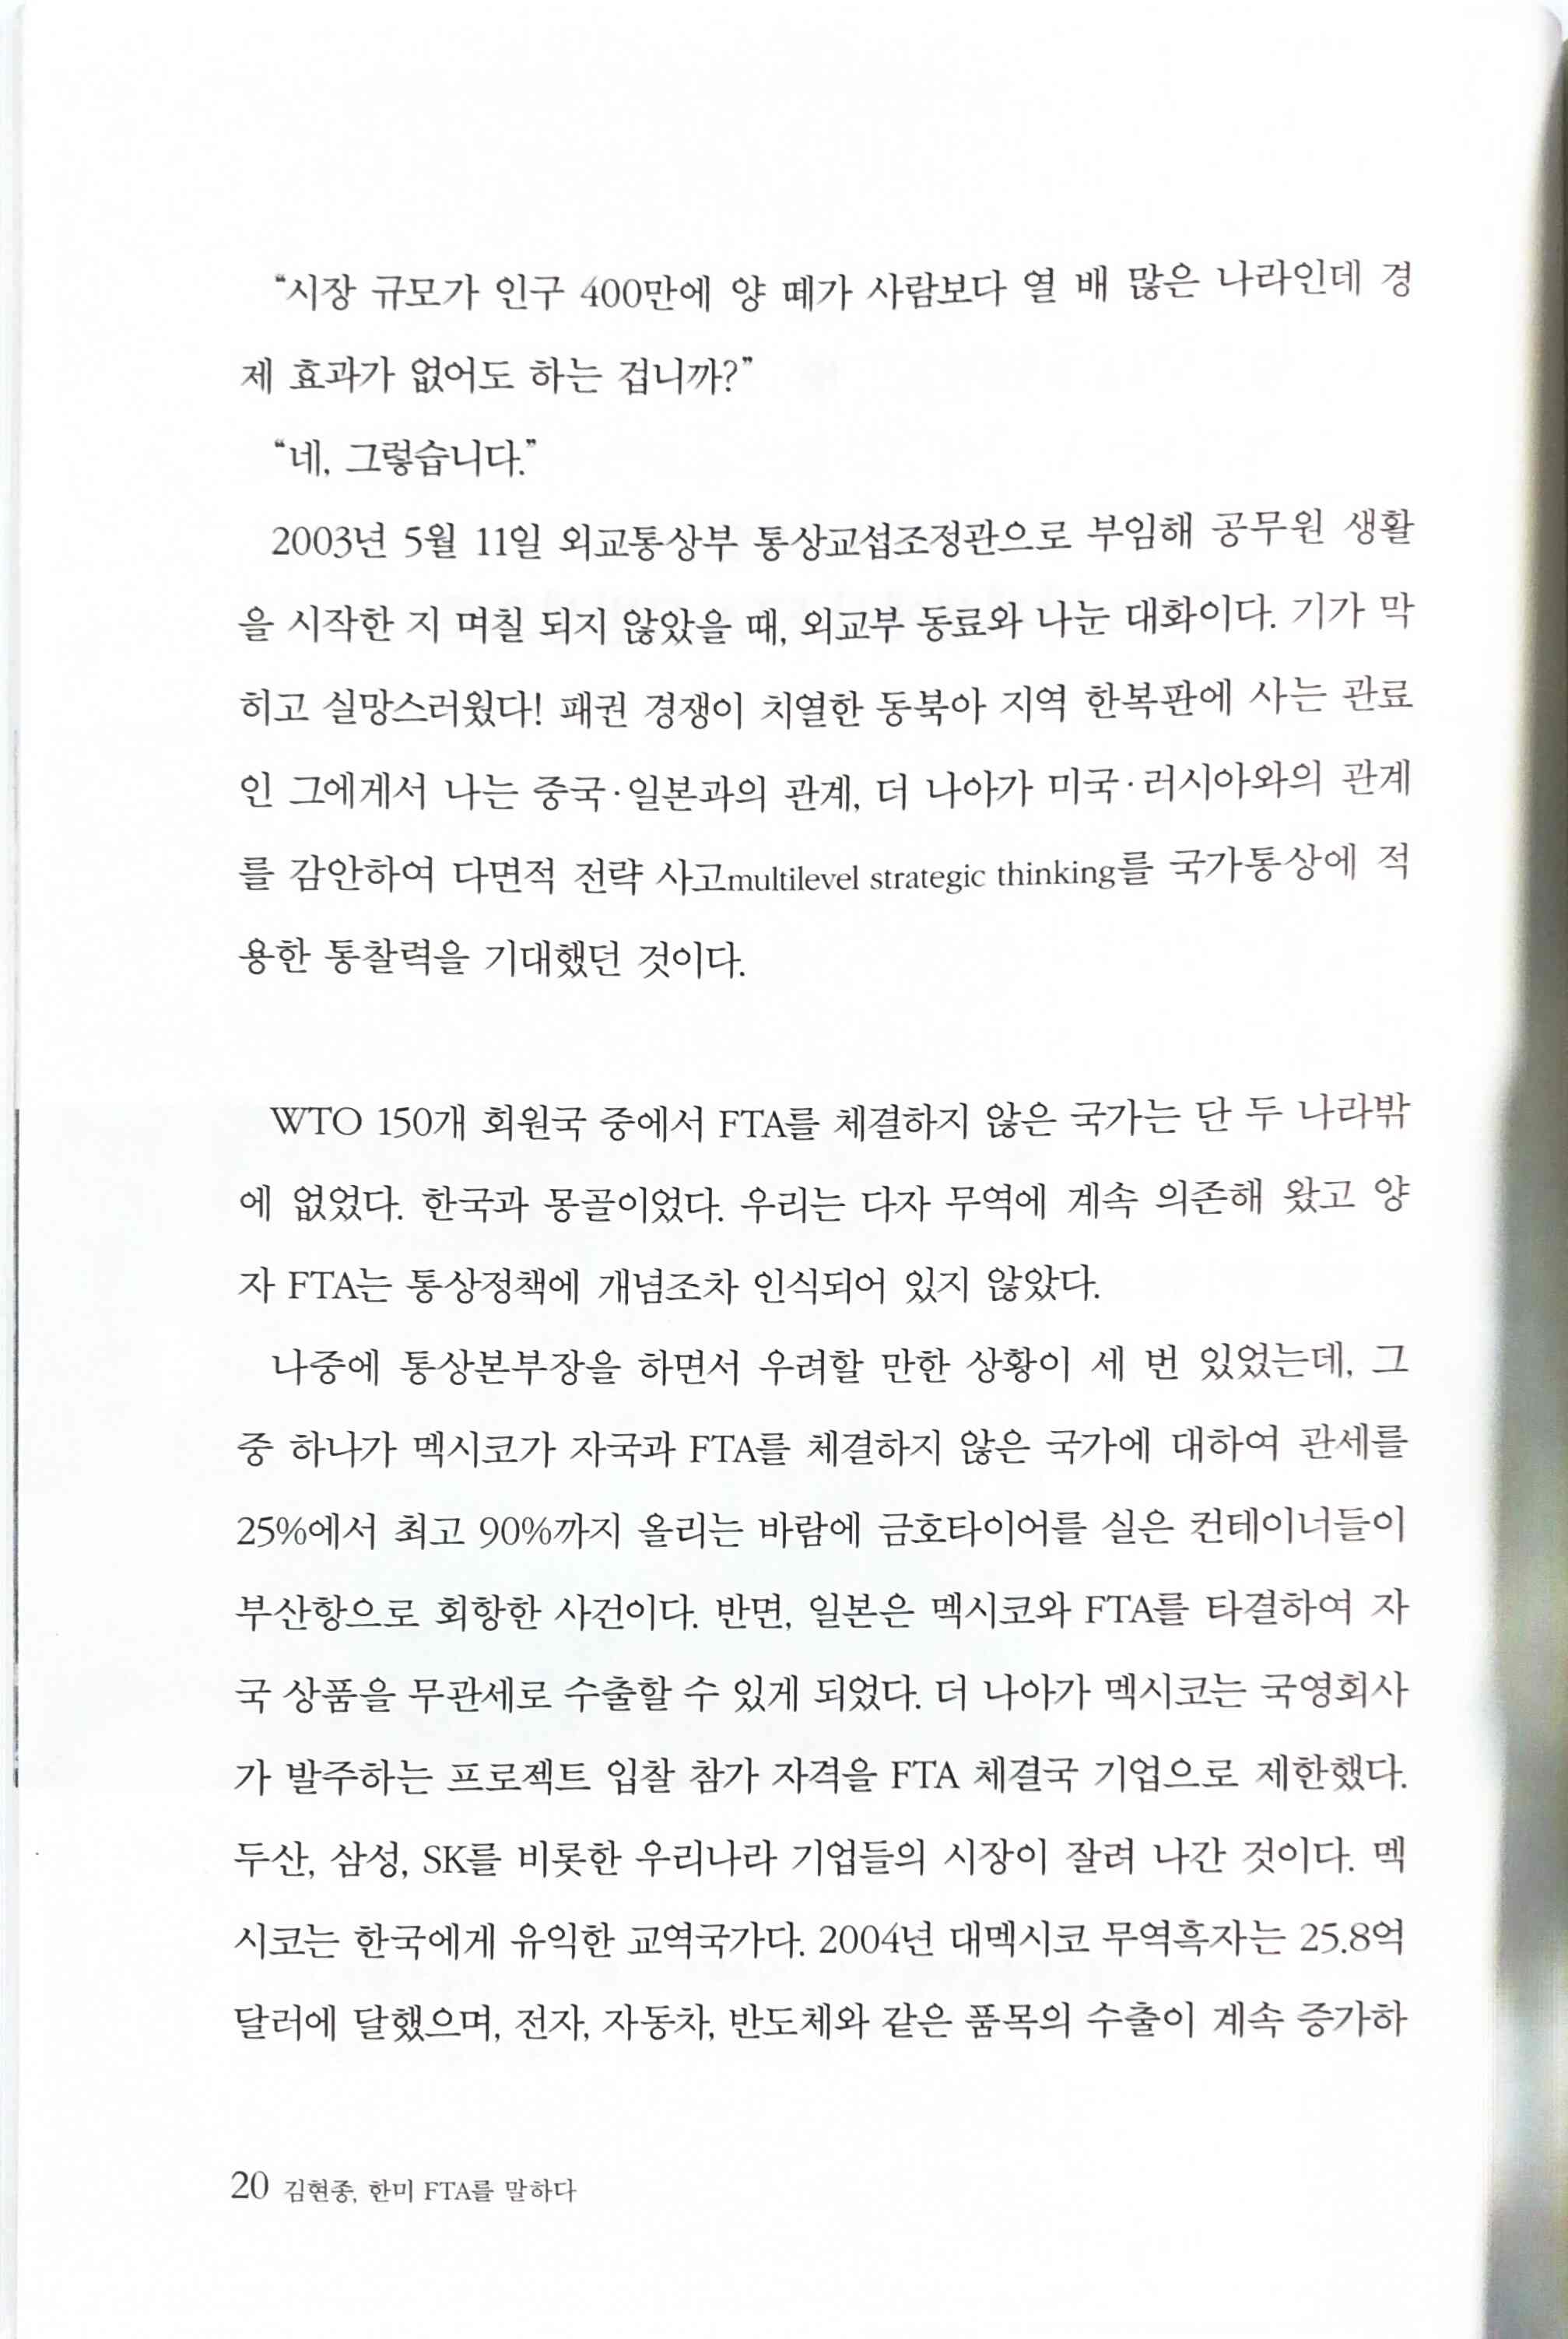 “시장 규모가 인구 400만에 양 떼가 사람보다 열 배 많은 나라인데 경
제 효과가 없어도 하는 겁니까?”
“네, 그렇습니다.”
2003년 5월 11일 외교통상부 통상교섭조정관으로 부임해 공무원 생활
을 시작한 지 며칠 되지 않았을 때, 외교부 동료와 나눈 대화이다. 기가 막
히고 실망스러웠다! 패권 경쟁이 치열한 동북아 지역 한복판에 사는 관료
인 그에게서 나는 중국·일본과의 관계, 더 나아가 미국·러시아와의 관계
를 감안하여 다면적 전략 사고multilevel strategic thinking를 국가통상에 적
용한 통찰력을 기대했던 것이다.
WTO 150개 회원국 중에서 FTA를 체결하지 않은 국가는 단 두 나라밖
에 없었다. 한국과 몽골이었다. 우리는 다자 무역에 계속 의존해 왔고 양
자 FTA는 통상정책에 개념조차 인식되어 있지 않았다.
나중에 통상본부장을 하면서 우려할 만한 상황이 세 번 있었는데, 그
중 하나가 멕시코가 자국과 FTA를 체결하지 않은 국가에 대하여 관세를
25%에서 최고 90%까지 올리는 바람에 금호타이어를 실은 컨테이너들이
부산항으로 회항한 사건이다. 반면, 일본은 멕시코와 FTA를 타결하여 자
국 상품을 무관세로 수출할 수 있게 되었다. 더 나아가 멕시코는 국영회사
가 발주하는 프로젝트 입찰 참가 자격을 FTA 체결국 기업으로 제한했다.
두산, 삼성, SK를 비롯한 우리나라 기업들의 시장이 잘려 나간 것이다. 멕
시코는 한국에게 유익한 교역국가다. 2004년 대멕시코 무역흑자는 25.8억
달러에 달했으며, 전자, 자동차, 반도체와 같은 품목의 수출이 계속 증가하
20 김현종, 한미 FTA를 말하다